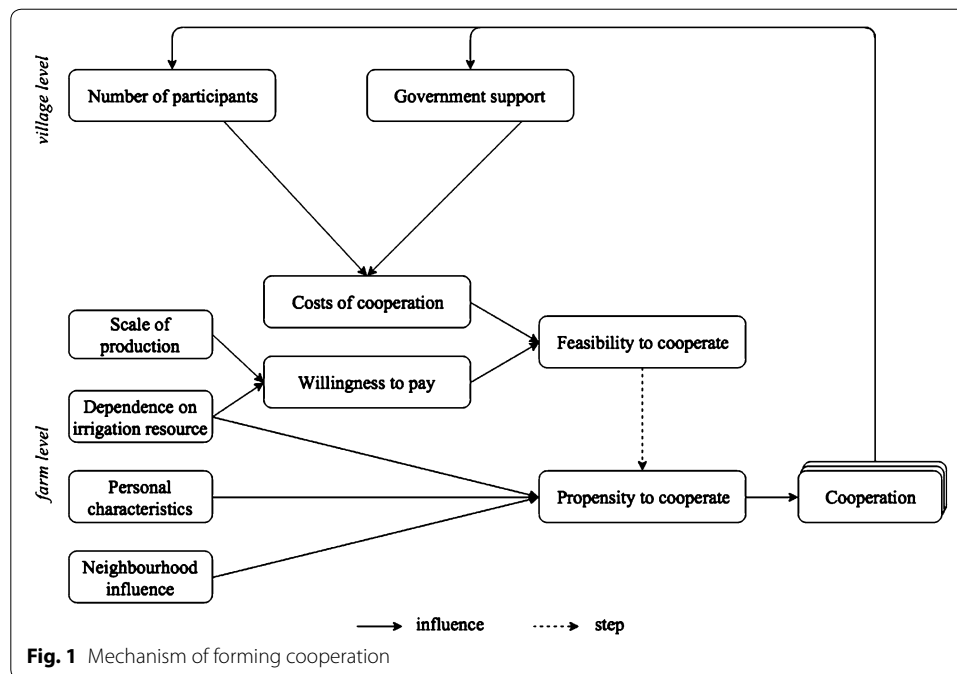 village level
Number of participants
Government support
Costs of cooperation
Scale of
production
Feasibility to cooperate
Willingness to pay
Dependence on
irrigation resource
farm level
Personal
characteristics
Propensity to cooperate
Cooperation
Neighbourhood
influence
influence
step
Fig. 1 Mechanism of forming cooperation